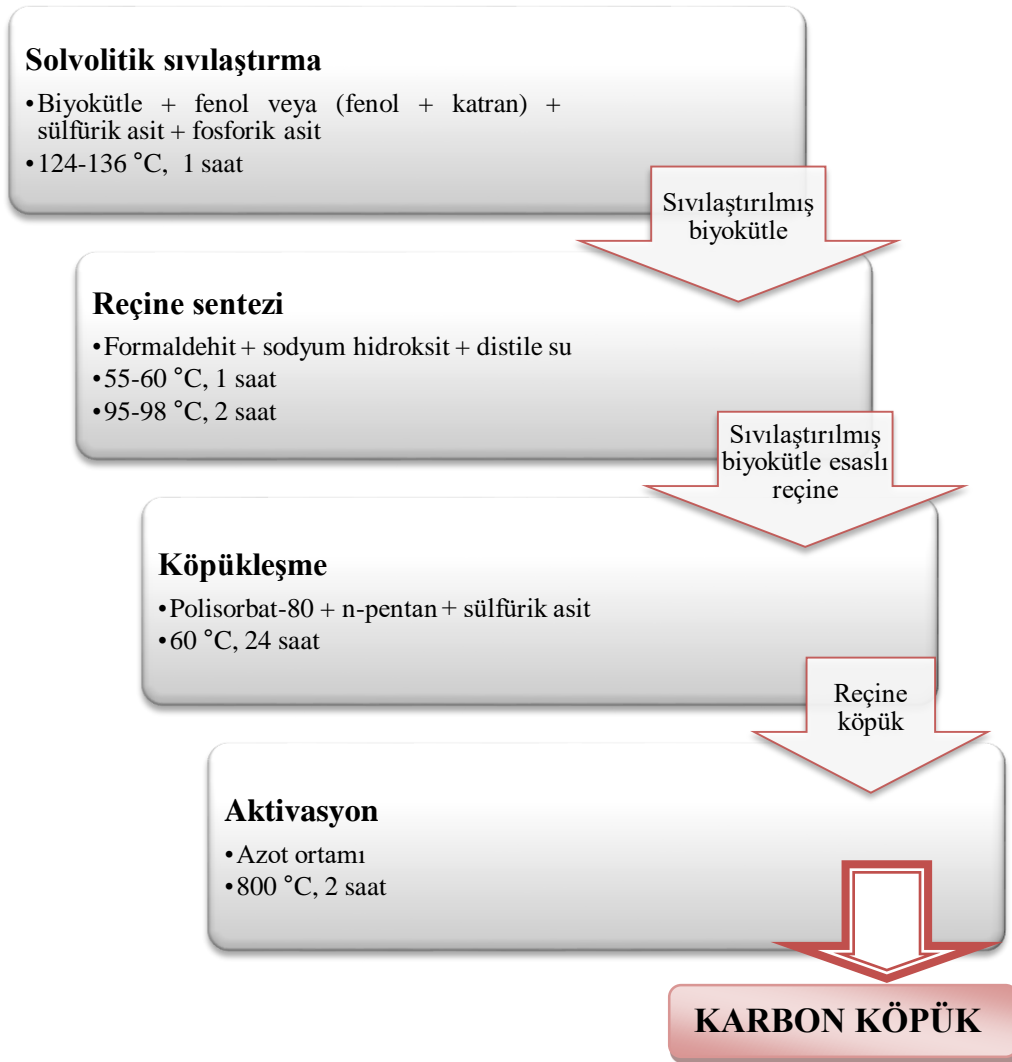 Solvolitik sıvılaştırma
•Biyokütle + fenol veya (fenol + katran) +
sülfürik asit + fosforik asit
•124-136 °C, 1 saat
Sıvılaştırılmış
biyokütle
Reçine sentezi
•Formaldehit + sodyum hidroksit + distile su
•55-60 °C, 1 saat
•95-98 °C, 2 saat
Sıvılaştırılmış
biyokütle esaslı
reçine
Köpükleşme
•Polisorbat-80 + n-pentan + sülfürik asit
•60 °C, 24 saat
Reçine
köpük
Aktivasyon
•Azot ortamı
•800 °C, 2 saat
KARBON KÖPÜK